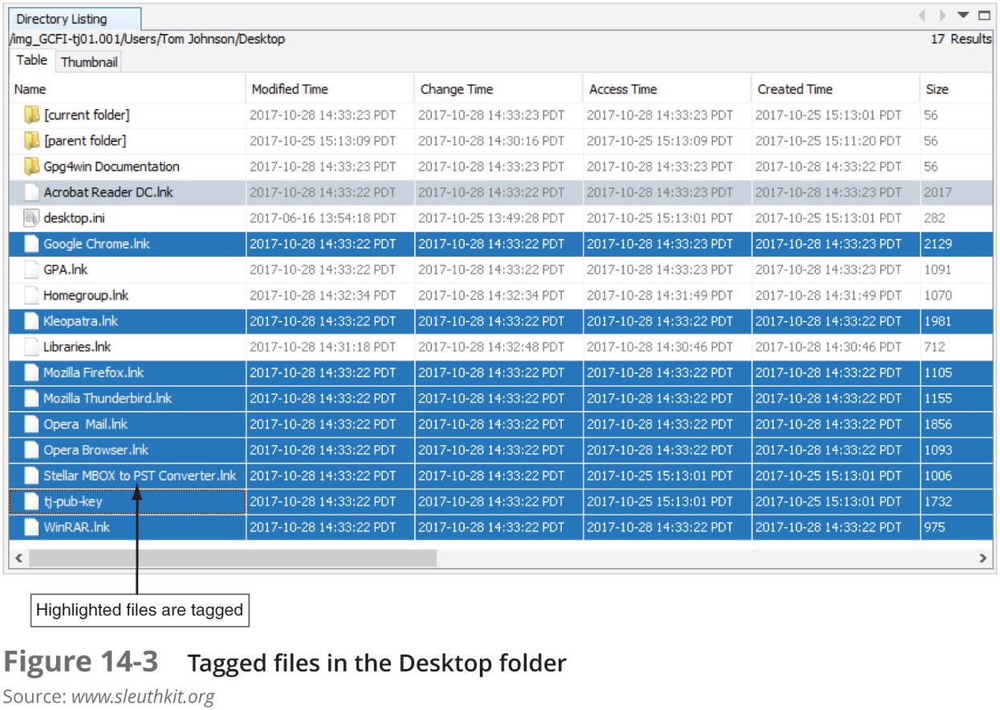 Directory Listing
/img_GCFI-tj01.001/Users/Tom Johnson/Desktop 17 Results
Table Thumbnail
Name Modified Time Change Time Access Time Created Time Size
[current folder] 2017-10-28 14:33:23 PDT 2017-10-28 14:33:23 PDT 2017-10-28 14:33:23 PDT 2017-10-25 15:13:01 PDT 56
[parent folder] 2017-10-25 15:13:09 PDT 2017-10-28 14:30:16 PDT 2017-10-25 15:13:09 PDT 2017-10-25 15:11:20 PDT 56
Gpg4win Documentation 2017-10-28 14:33:23 PDT 2017-10-28 14:33:23 PDT 2017-10-28 14:33:23 PDT 2017-10-28 14:33:22 PDT 56
Acrobat Reader DC.lnk 2017-10-28 14:33:22 PDT 2017-10-28 14:33:22 PDT 2017-10-28 14:33:23 PDT 2017-10-28 14:33:23 PDT 2017
desktop.ini 2017-06-16 13:54:18 PDT 2017-10-25 13:49:28 PDT 2017-10-25 15:13:01 PDT 2017-10-25 15:13:01 PDT 282
Google Chrome.lnk 2017-10-28 14:33:22 PDT 2017-10-28 14:33:22 PDT 2017-10-28 14:33:23 PDT 2017-10-28 14:33:23 PDT 2129
GPA.lnk 2017-10-28 14:33:22 PDT 2017-10-28 14:33:22 PDT 2017-10-28 14:33:23 PDT 2017-10-28 14:33:23 PDT 1091
Homegroup.lnk 2017-10-28 14:32:34 PDT 2017-10-28 14:32:34 PDT 2017-10-28 14:31:49 PDT 2017-10-28 14:31:49 PDT 1070
Kleopatra.lnk 2017-10-28 14:33:22 PDT 2017-10-28 14:33:22 PDT 2017-10-28 14:33:22 PDT 2017-10-28 14:33:22 PDT 1981
Libraries.lnk 2017-10-28 14:31:18 PDT 2017-10-28 14:32:48 PDT 2017-10-28 14:30:46 PDT 2017-10-28 14:30:46 PDT 712
Mozilla Firefox.lnk 2017-10-28 14:33:22 PDT 2017-10-28 14:33:22 PDT 2017-10-28 14:33:22 PDT 2017-10-28 14:33:22 PDT 1105
Mozilla Thunderbird.lnk 2017-10-28 14:33:22 PDT 2017-10-28 14:33:22 PDT 2017-10-28 14:33:22 PDT 2017-10-28 14:33:22 PDT 1155
Opera Mail.lnk 2017-10-28 14:33:22 PDT 2017-10-28 14:33:22 PDT 2017-10-28 14:33:22 PDT 2017-10-28 14:33:22 PDT 1856
Opera Browser.lnk 2017-10-28 14:33:22 PDT 2017-10-28 14:33:22 PDT 2017-10-28 14:33:22 PDT 2017-10-28 14:33:22 PDT 1093
Stellar MBOX to PST Converter.lnk 2017-10-28 14:33:22 PDT 2017-10-28 14:33:22 PDT 2017-10-25 15:13:01 PDT 2017-10-25 15:13:01 PDT 1006
tj-pub-key 2017-10-28 14:33:22 PDT 2017-10-28 14:33:22 PDT 2017-10-25 15:13:01 PDT 2017-10-25 15:13:01 PDT 1732
WinRAR.lnk 2017-10-28 14:33:22 PDT 2017-10-28 14:33:22 PDT 2017-10-28 14:33:22 PDT 2017-10-28 14:33:22 PDT 975
Highlighted files are tagged
Figure 14-3 Tagged files in the Desktop folder
Source: www.sleuthkit.org